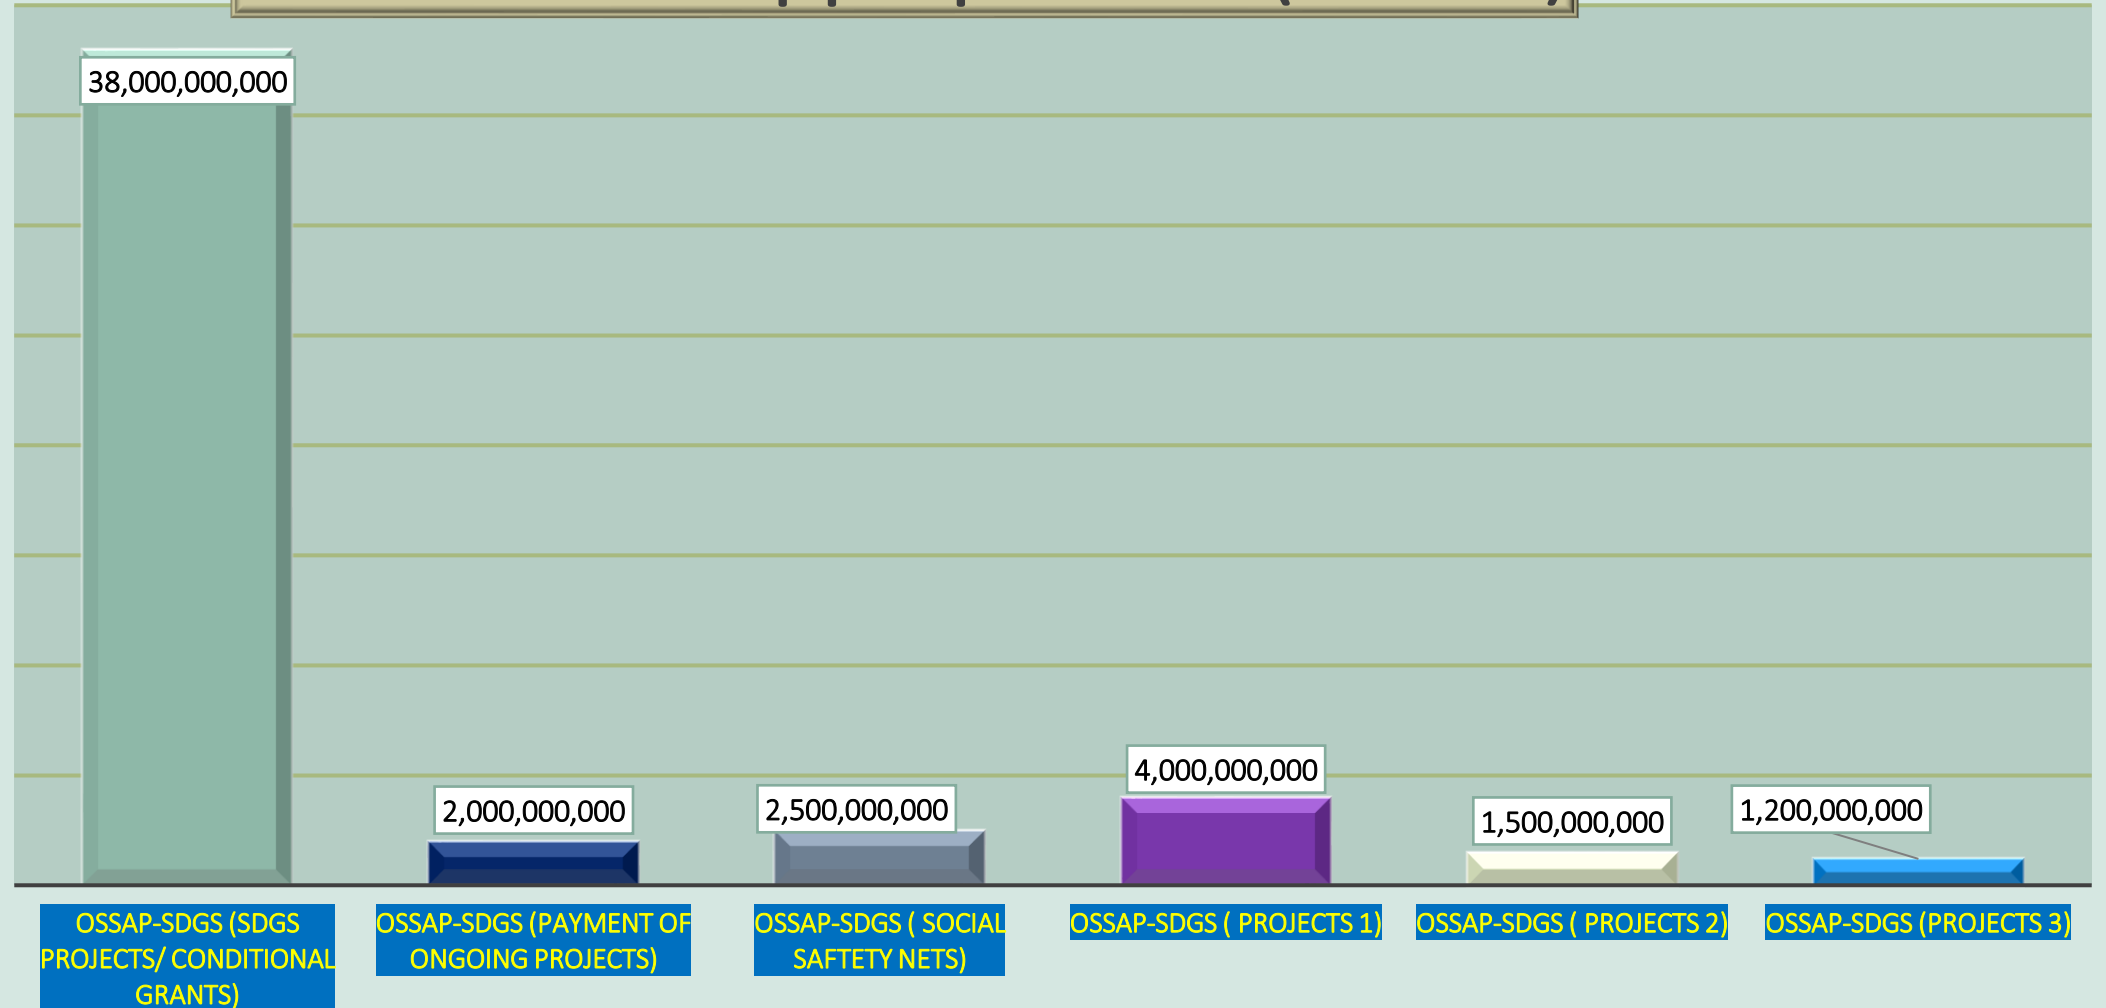 38,000,000,000
2,000,000,000
2,500,000,000
4,000,000,000
1,500,000,000
1,200,000,000
OSSAP-SDGS (SDGS
PROJECTS/ CONDITIONAL
GRANTS)
OSSAP-SDGS (PAYMENT OF
ONGOING PROJECTS)
OSSAP-SDGS ( SOCIAL
SAFTETY NETS)
OSSAP-SDGS ( PROJECTS 1)
OSSAP-SDGS ( PROJECTS 2)
OSSAP-SDGS (PROJECTS 3)